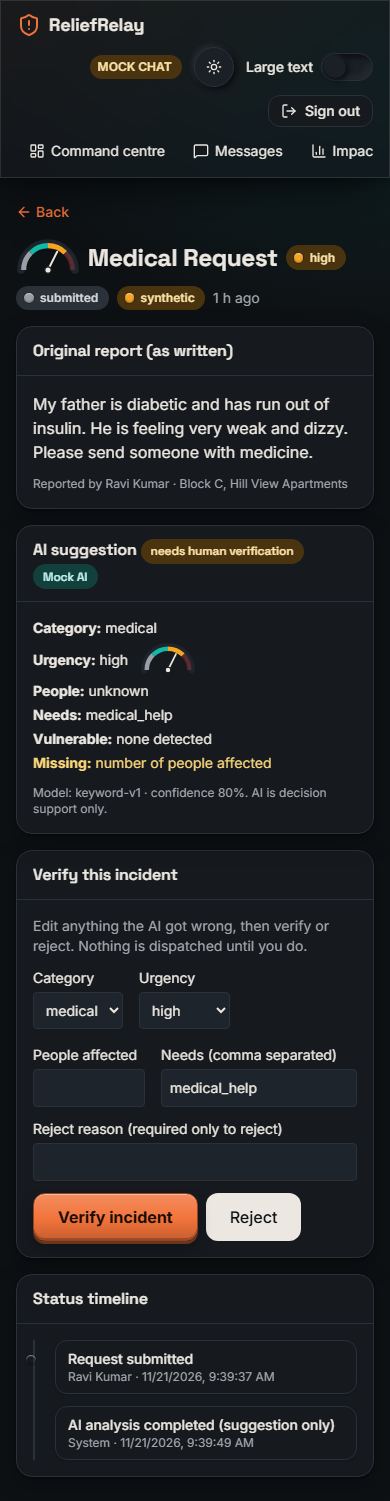 ReliefRelay
MOCK CHAT
Large text
Sign out
Command centre
Messages
Impac
Back
Medical Request
high
submitted
synthetic
1 h ago
Original report (as written)
My father is diabetic and has run out of
insulin. He is feeling very weak and dizzy.
Please send someone with medicine.
Reported by Ravi Kumar · Block C, Hill View Apartments
AI suggestion
needs human verification
Mock AI
Category: medical
Urgency: high
People: unknown
Needs: medical_help
Vulnerable: none detected
Missing: number of people affected
Model: keyword-v1 · confidence 80%. AI is decision
support only.
Verify this incident
Edit anything the AI got wrong, then verify or
reject. Nothing is dispatched until you do.
Category
Urgency
medical
high
People affected
Needs (comma separated)
medical_help
Reject reason (required only to reject)
Verify incident
Reject
Status timeline
Request submitted
Ravi Kumar · 11/21/2026, 9:39:37 AM
AI analysis completed (suggestion only)
System · 11/21/2026, 9:39:49 AM